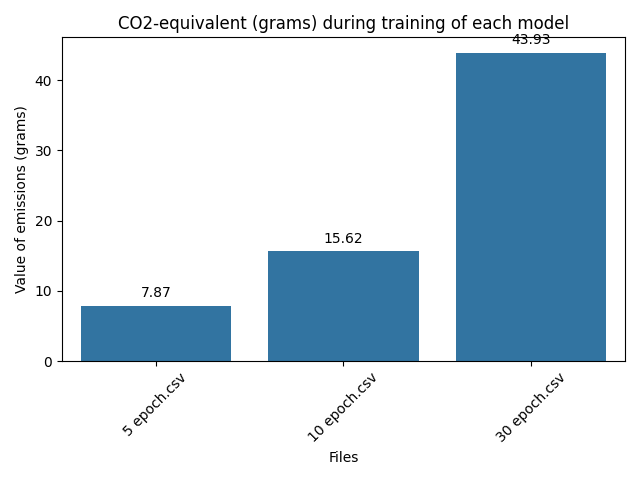 CO2-equivalent (grams) during training of each model
43.93
40
30
Value of emissions (grams)
20
15.62
10
7.87
0
5 epoch.csv
10 epoch.csv
30 epoch.csv
Files